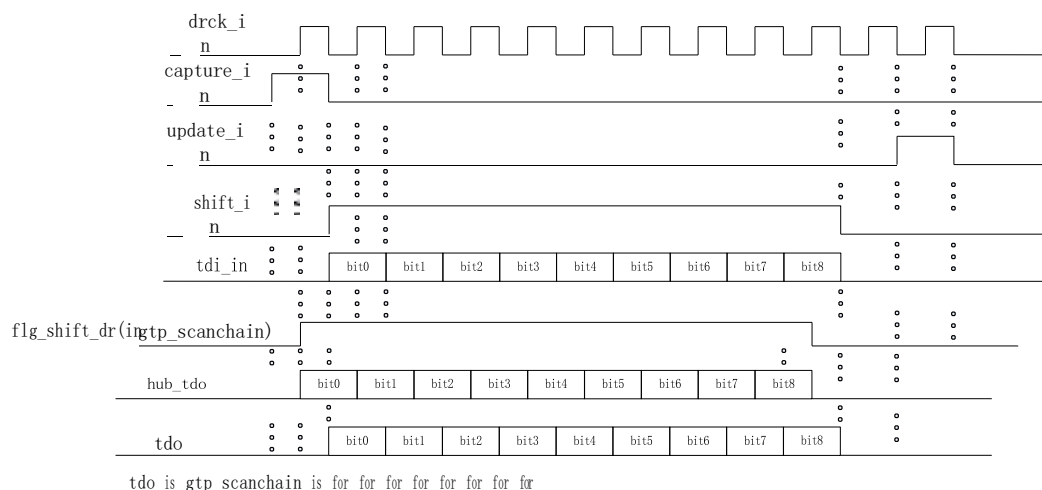 drck_i
n
capture_i
n
update_i
n
shift_i
n
tdi_in bit0 bit1 bit2 bit3 bit4 bit5 bit6 bit7 bit8
flg_shift_dr(in gtp_scanchain)
hub_tdo bit0 bit1 bit2 bit3 bit4 bit5 bit6 bit7 bit8
tdo bit0 bit1 bit2 bit3 bit4 bit5 bit6 bit7 bit8
tdo is gtp scanchain is for for for for for for for for